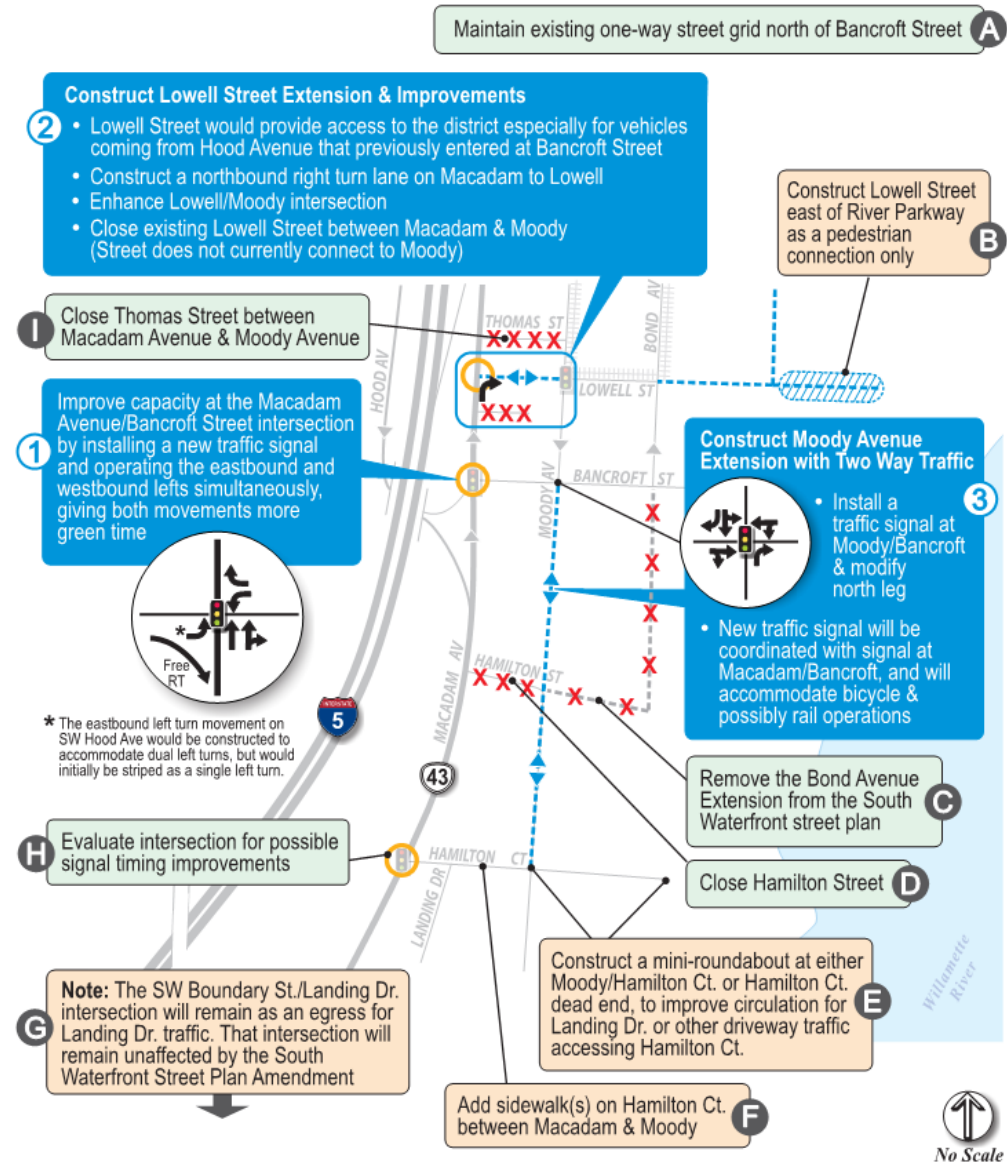 Maintain existing one-way street grid north of Bancroft Street
A
Construct Lowell Street Extension & Improvements
2
• Lowell Street would provide access to the district especially for vehicles
coming from Hood Avenue that previously entered at Bancroft Street
• Construct a northbound right turn lane on Macadam to Lowell
• Enhance Lowell/Moody intersection
• Close existing Lowell Street between Macadam & Moody
(Street does not currently connect to Moody)
Construct Lowell Street
east of River Parkway
as a pedestrian
connection only
B
I
Close Thomas Street between
Macadam Avenue & Moody Avenue
HOOD AV
THOMAS ST
X X X X
BOND AV
LOWELL ST
XXX
1
Improve capacity at the Macadam
Avenue/Bancroft Street intersection
by installing a new traffic signal
and operating the eastbound and
westbound lefts simultaneously,
giving both movements more
green time
*
Free
RT
* The eastbound left turn movement on
SW Hood Ave would be constructed to
accommodate dual left turns, but would
initially be striped as a single left turn.
MOODY AV
BANCROFT ST
X
X
X
X
Construct Moody Avenue
Extension with Two Way Traffic
3
• Install a
traffic signal at
Moody/Bancroft
& modify
north leg
• New traffic signal will be
coordinated with signal at
Macadam/Bancroft, and will
accommodate bicycle &
possibly rail operations
MACADAM AV
HAMILTON ST
X X X X X
INTERSTATE
5
43
Remove the Bond Avenue
Extension from the South
Waterfront street plan
C
Close Hamilton Street
D
H
Evaluate intersection for possible
signal timing improvements
HAMILTON CT
LANDING DR
Willamette
River
Construct a mini-roundabout at either
Moody/Hamilton Ct. or Hamilton Ct.
dead end, to improve circulation for
Landing Dr. or other driveway traffic
accessing Hamilton Ct.
E
G
Note: The SW Boundary St./Landing Dr.
intersection will remain as an egress for
Landing Dr. traffic. That intersection will
remain unaffected by the South
Waterfront Street Plan Amendment
Add sidewalk(s) on Hamilton Ct.
between Macadam & Moody
F
No Scale